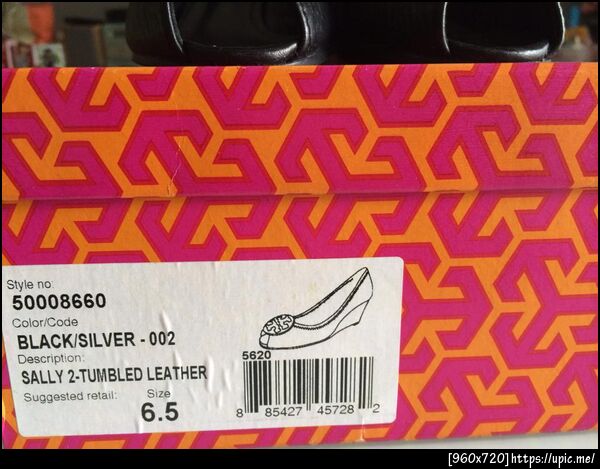 Style no
50008660
Color/Code
BLACK/SILVER - 002
Description:
SALLY 2-TUMBLED LEATHER
Suggested retail: Size
6.5
5620
8 85427 45728 2
[960x720]https://upic.me/